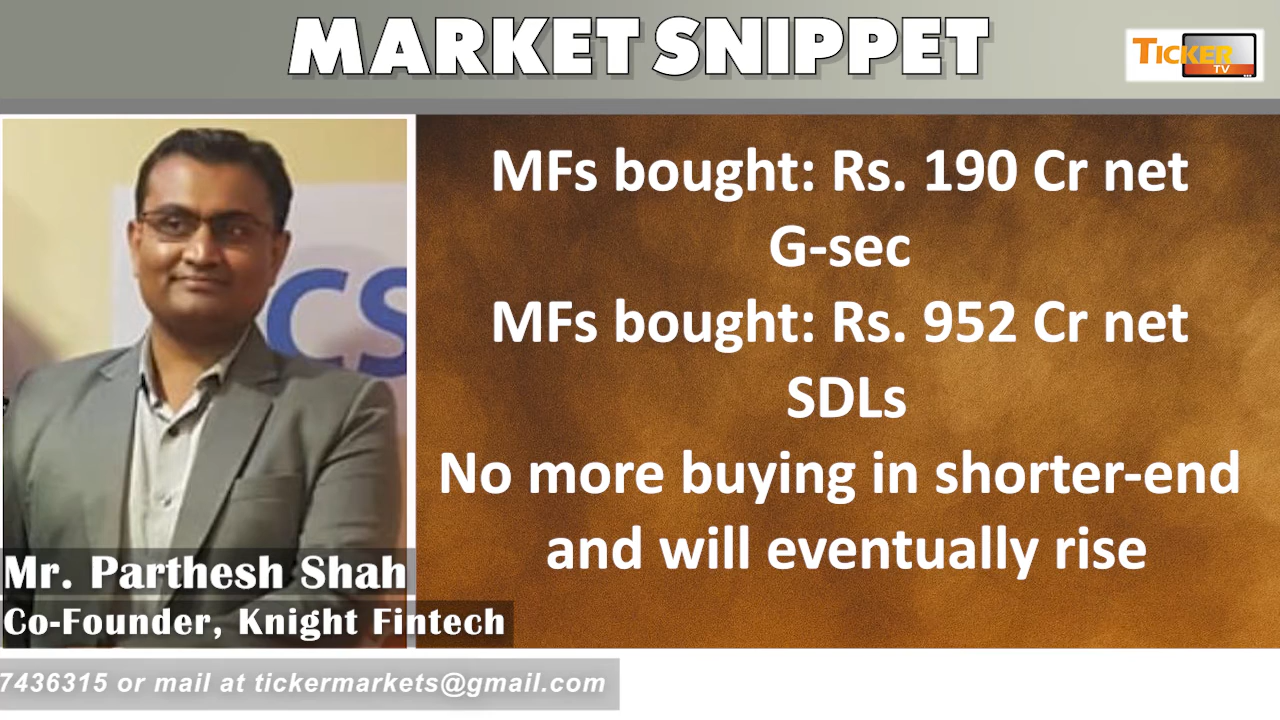 MARKET SNIPPET
TICKER
TV
CS
MFs bought: Rs. 190 Cr net
G-sec
MFs bought: Rs. 952 Cr net
SDLs
No more buying in shorter-end
and will eventually rise
Mr. Parthesh Shah
Co-Founder, Knight Fintech
7436315 or mail at tickermarkets@gmail.com